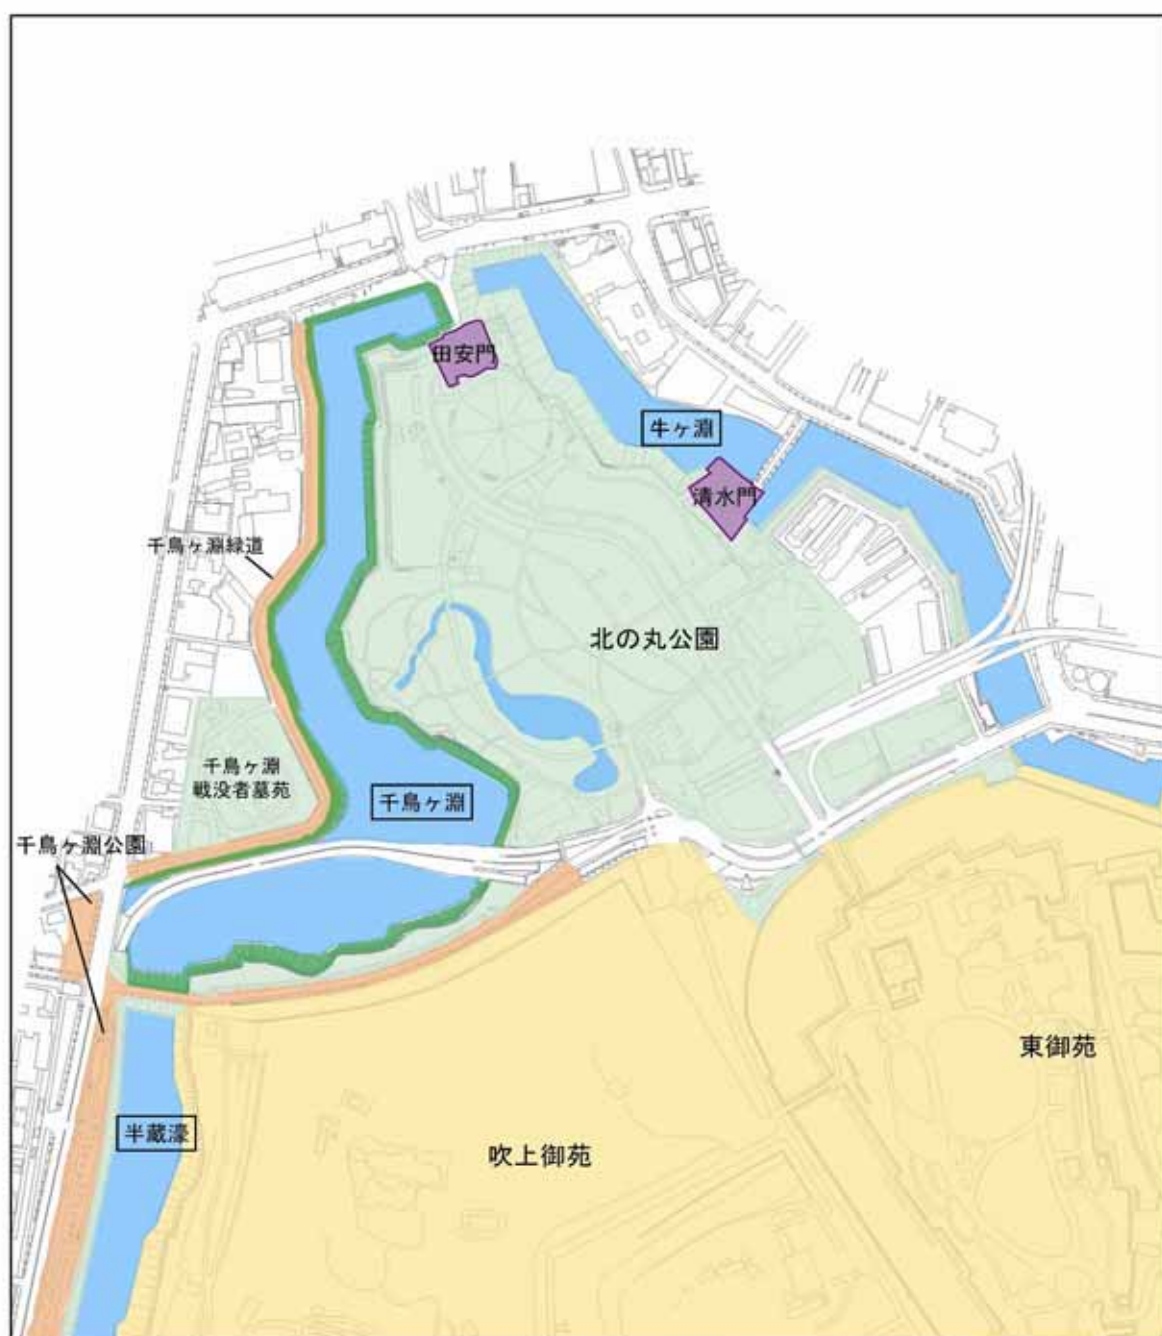 田安門
牛ヶ淵
清水門
千鳥ヶ淵緑道
北の丸公園
千鳥ヶ淵
戦没者墓苑
千鳥ヶ淵
千鳥ヶ淵公園
東御苑
半蔵濠
吹上御苑